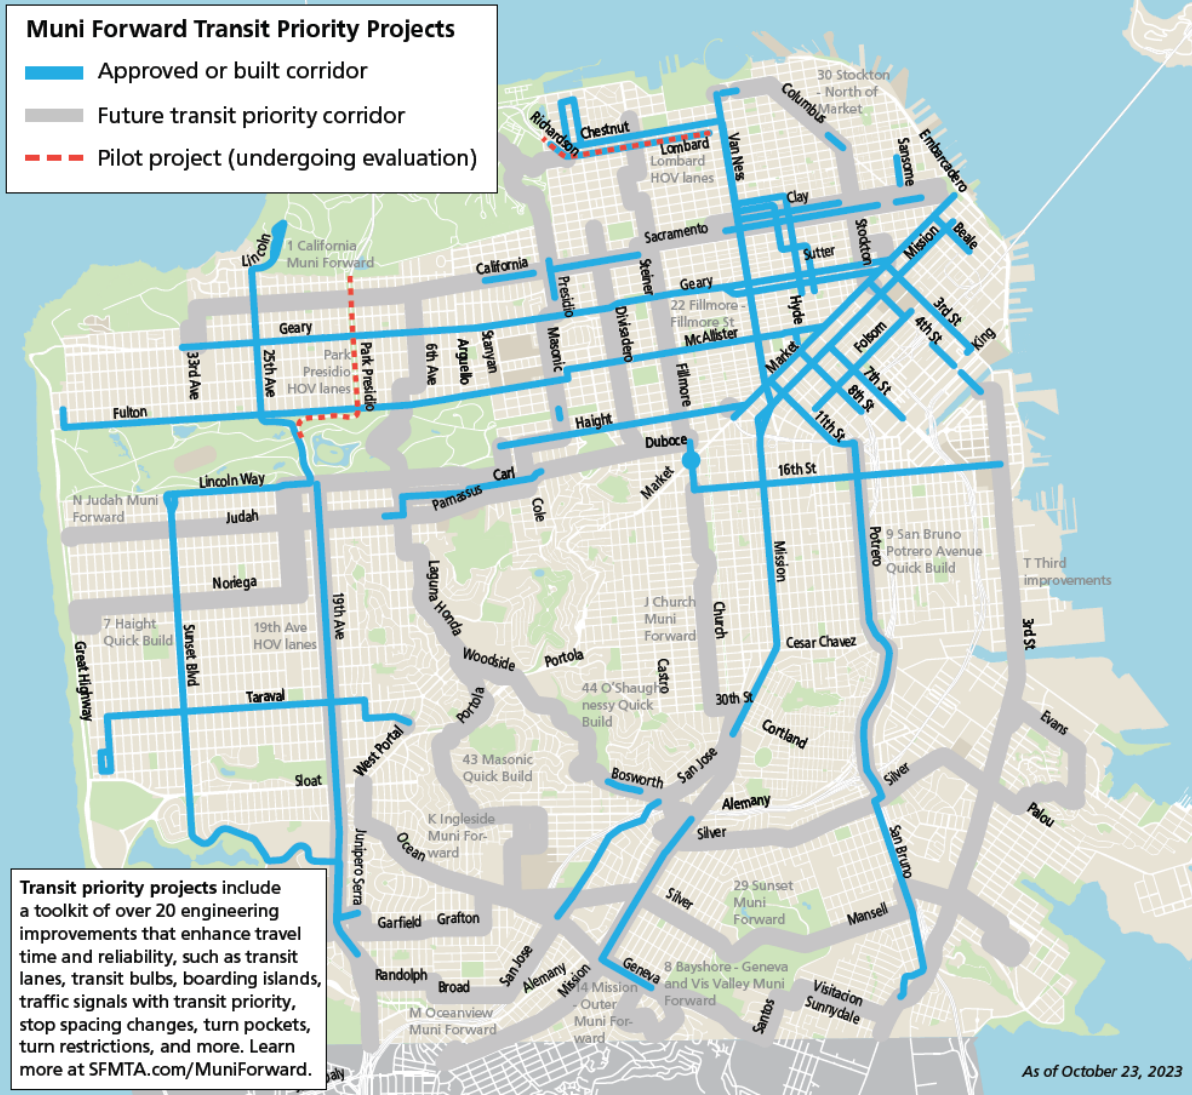 Muni Forward Transit Priority Projects
Approved or built corridor
Future transit priority corridor
Pilot project (undergoing evaluation)
30 Stockton
- North of
Market
Columbus
Richardson
Chestnut
Lombard
Lombard
HOV lanes
Van Ness
Sansome
Embarcadero
Clay
Sacramento
Stockton
Sutter
Mission
Beale
Lincoln
1 California
Muni Forward
California
Presidio
Steiner
Geary
22 Fillmore -
Fillmore St
Hyde
3rd St
4th St
King
Folsom
Geary
33rd Ave
25th Ave
Park
Presidio
HOV lanes
Park Presidio
6th Ave
Arguello
Stanyan
Masonic
Divisadero
McAllister
Fillmore
Market
7th St
8th St
11th St
Fulton
Haight
Duboce
Market
16th St
Lincoln Way
Carl
Parnassus
Cole
N Judah Muni
Forward
Judah
Noriega
Laguna Honda
Mission
Potrero
9 San Bruno
Potrero Avenue
Quick Build
T Third
improvements
7 Haight
Quick Build
19th Ave
HOV lanes
19th Ave
J Church
Muni
Forward
Church
Cesar Chavez
3rd St
Great Highway
Sunset Blvd
Woodside
Portola
Castro
Taraval
Portola
44 O'Shaugh-
nessy Quick
Build
30th St
Cortland
Evans
West Portal
43 Masonic
Quick Build
Sloat
Bosworth
San Jose
Silver
Alemany
Palou
K Ingleside
Muni For-
ward
Ocean
Junipero Serra
Silver
San Bruno
Silver
29 Sunset
Muni
Forward
Mansell
Garfield
Grafton
Randolph
Broad
San Jose
Alemany
Mission
Geneva
8 Bayshore - Geneva
and Vis Valley Muni
Forward
14 Mission
- Outer
Muni For-
ward
M Oceanview
Muni Forward
Santos
Visitacion
Sunnydale
Transit priority projects include
a toolkit of over 20 engineering
improvements that enhance travel
time and reliability, such as transit
lanes, transit bulbs, boarding islands,
traffic signals with transit priority,
stop spacing changes, turn pockets,
turn restrictions, and more. Learn
more at SFMTA.com/MuniForward.
As of October 23, 2023